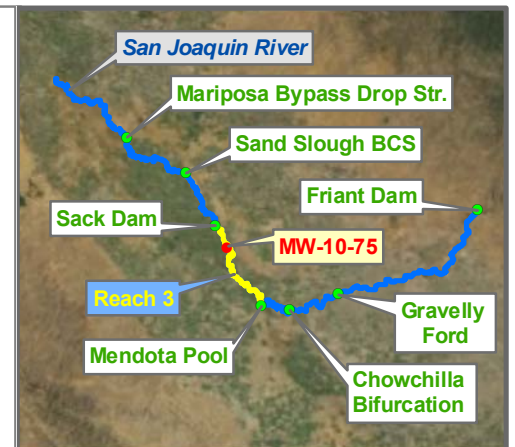 San Joaquin River
Mariposa Bypass Drop Str.
Sand Slough BCS
Friant Dam
Sack Dam
MW-10-75
Reach 3
Gravelly
Ford
Mendota Pool
Chowchilla
Bifurcation